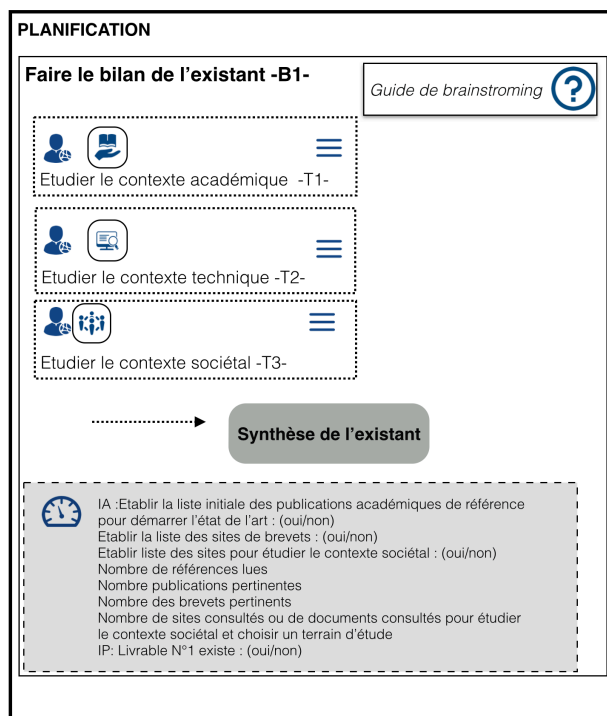 PLANIFICATION
Faire le bilan de l'existant -B1-
Guide de brainstroming ?
Etudier le contexte académique -T1-
Etudier le contexte technique -T2-
Etudier le contexte sociétal -T3-
Synthèse de l'existant
IA :Etablir la liste initiale des publications académiques de référence
pour démarrer l'état de l'art : (oui/non)
Etablir la liste des sites de brevets : (oui/non)
Etablir liste des sites pour étudier le contexte sociétal : (oui/non)
Nombre de références lues
Nombre publications pertinentes
Nombre des brevets pertinents
Nombre de sites consultés ou de documents consultés pour étudier
le contexte sociétal et choisir un terrain d'étude
IP: Livrable N°1 existe : (oui/non)